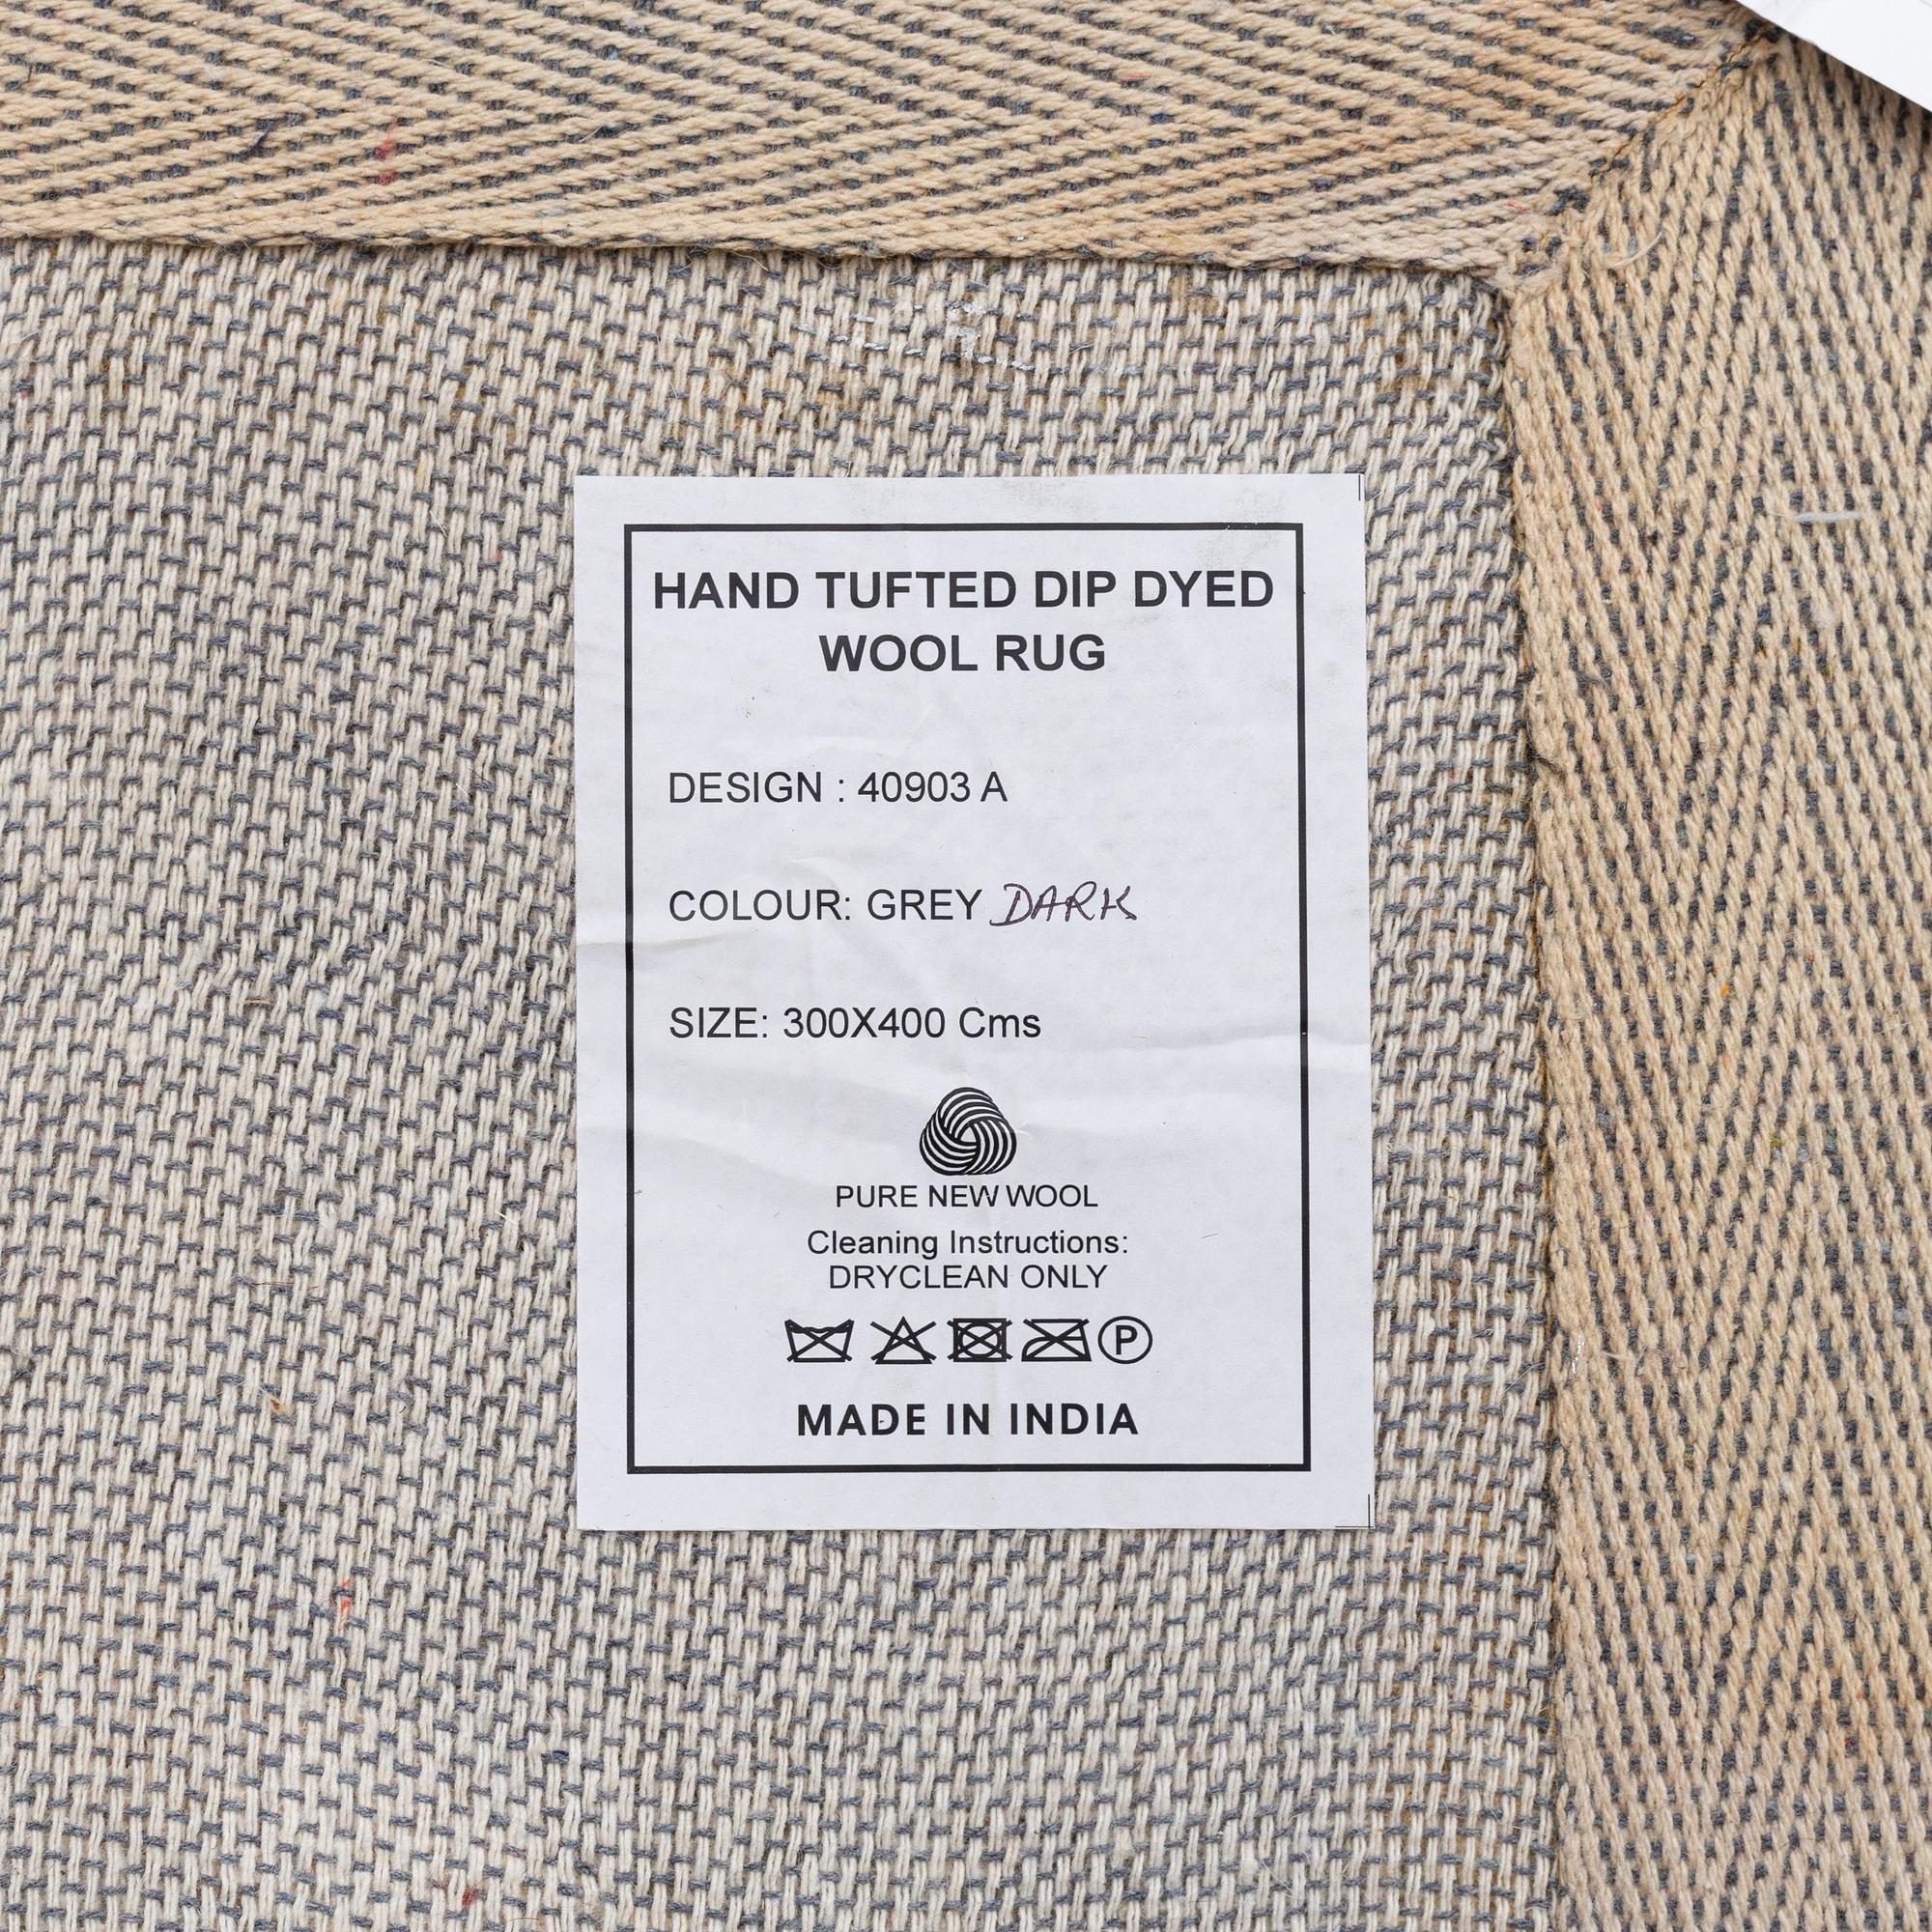 HAND TUFTED DIP DYED
WOOL RUG
DESIGN : 40903 A
COLOUR: GREY DARK
SIZE: 300X400 Cms
PURE NEW WOOL
Cleaning Instructions:
DRYCLEAN ONLY
P
MADE IN INDIA